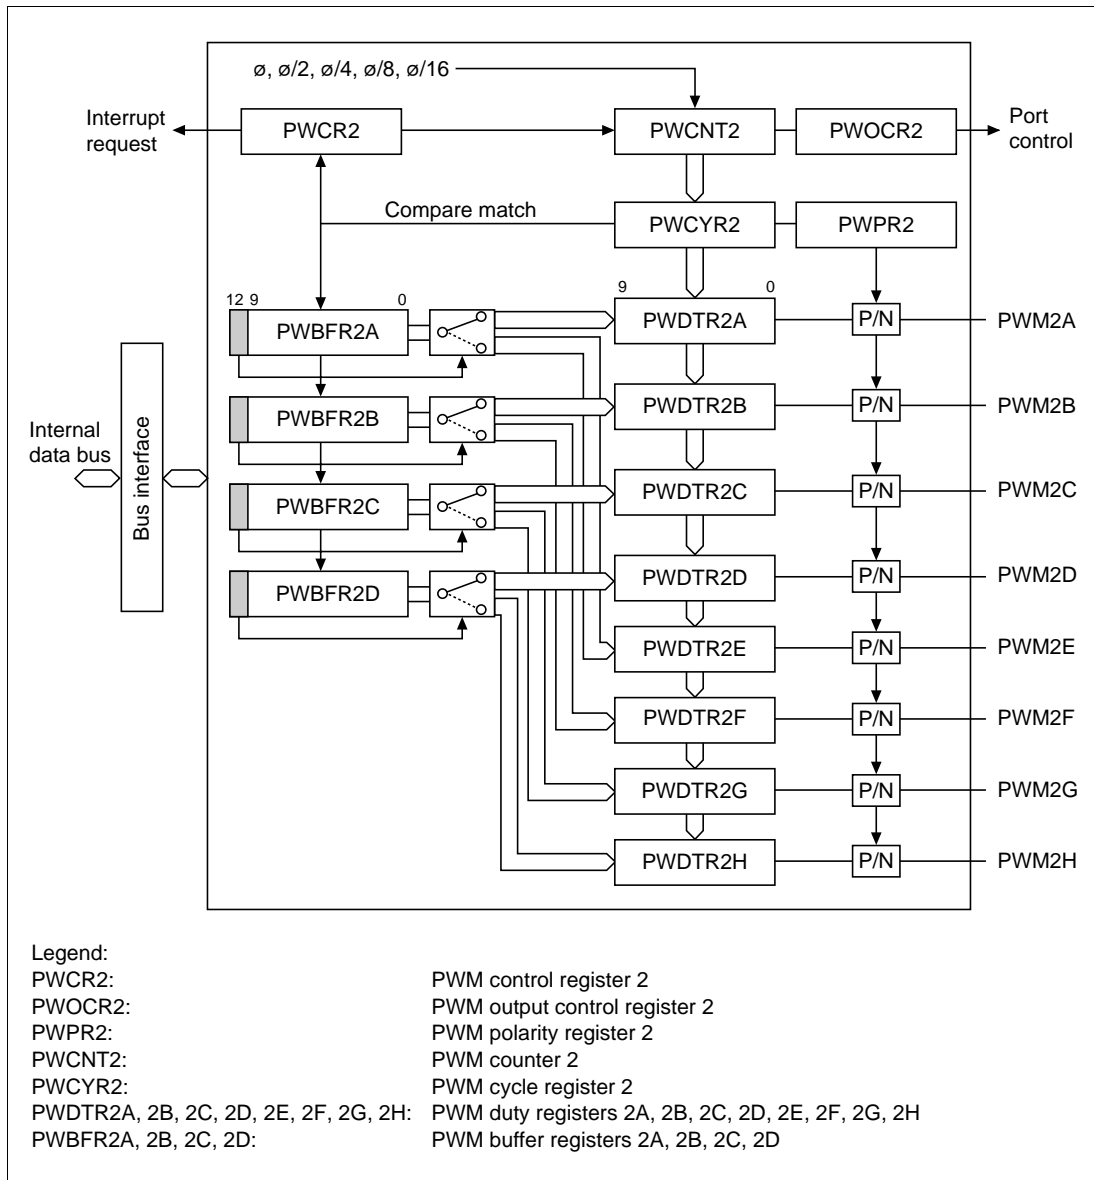 ø, ø/2, ø/4, ø/8, ø/16
Interrupt request
PWCR2
PWCNT2
PWOCR2
Port control
Compare match
PWCYR2
PWPR2
12 9 0
9 0
PWBFR2A
PWDTR2A
P/N
PWM2A
PWBFR2B
PWDTR2B
P/N
PWM2B
Internal data bus
Bus interface
PWBFR2C
PWDTR2C
P/N
PWM2C
PWBFR2D
PWDTR2D
P/N
PWM2D
PWDTR2E
P/N
PWM2E
PWDTR2F
P/N
PWM2F
PWDTR2G
P/N
PWM2G
PWDTR2H
P/N
PWM2H
Legend:
PWCR2: PWM control register 2
PWOCR2: PWM output control register 2
PWPR2: PWM polarity register 2
PWCNT2: PWM counter 2
PWCYR2: PWM cycle register 2
PWDTR2A, 2B, 2C, 2D, 2E, 2F, 2G, 2H: PWM duty registers 2A, 2B, 2C, 2D, 2E, 2F, 2G, 2H
PWBFR2A, 2B, 2C, 2D: PWM buffer registers 2A, 2B, 2C, 2D